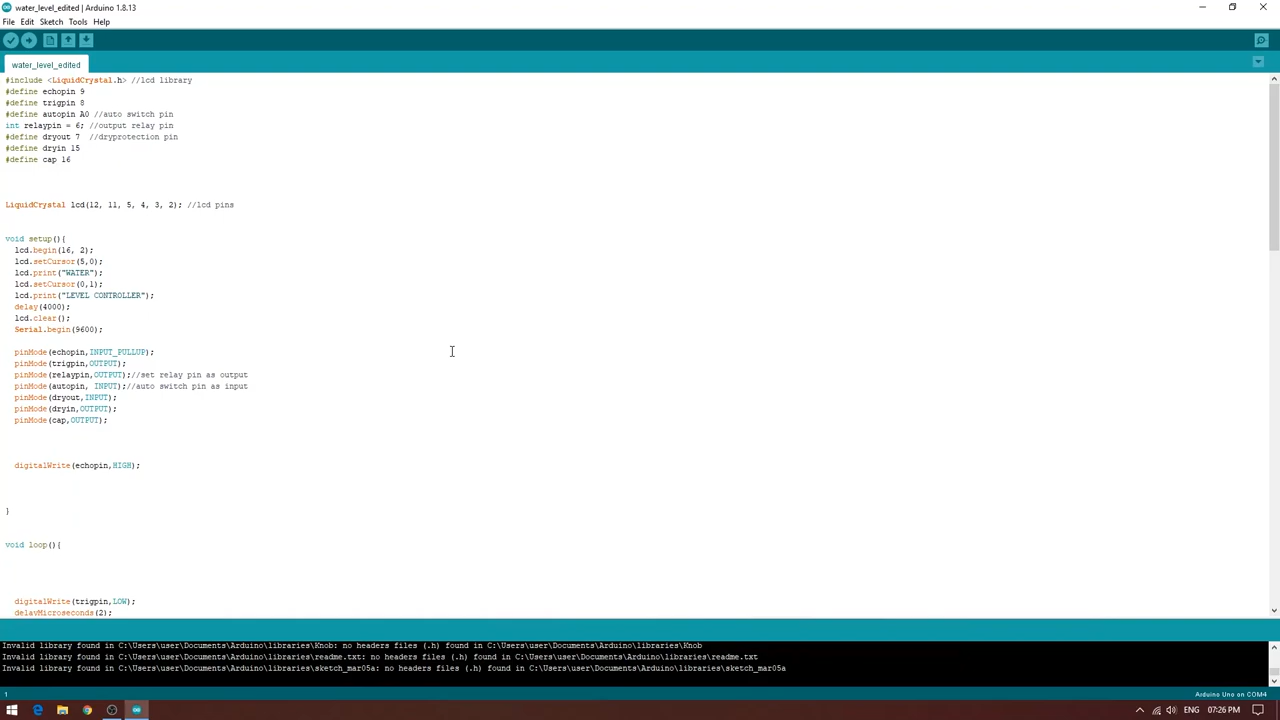 water_level_edited | Arduino 1.8.13
File Edit Sketch Tools Help
water_level_edited
#include <LiquidCrystal.h> //lcd library
#define echopin 9
#define trigpin 8
#define autopin A0 //auto switch pin
int relaypin = 6; //output relay pin
#define dryout 7  //dryprotection pin
#define dryin 15
#define cap 16
LiquidCrystal lcd(12, 11, 5, 4, 3, 2); //lcd pins
void setup(){
lcd.begin(16, 2);
lcd.setCursor(5,0);
lcd.print("WATER");
lcd.setCursor(0,1);
lcd.print("LEVEL CONTROLLER");
delay(4000);
lcd.clear();
Serial.begin(9600);
pinMode(echopin,INPUT_PULLUP);
pinMode(trigpin,OUTPUT);
pinMode(relaypin,OUTPUT);//set relay pin as output
pinMode(autopin, INPUT);//auto switch pin as input
pinMode(dryout,INPUT);
pinMode(dryin,OUTPUT);
pinMode(cap,OUTPUT);
digitalWrite(echopin,HIGH);
}
void loop(){
digitalWrite(trigpin,LOW);
delayMicroseconds(2);
Invalid library found in C:\Users\user\Documents\Arduino\libraries\Knob: no headers files (.h) found in C:\Users\user\Documents\Arduino\libraries\Knob
Invalid library found in C:\Users\user\Documents\Arduino\libraries\readme.txt: no headers files (.h) found in C:\Users\user\Documents\Arduino\libraries\readme.txt
Invalid library found in C:\Users\user\Documents\Arduino\libraries\sketch_mar05a: no headers files (.h) found in C:\Users\user\Documents\Arduino\libraries\sketch_mar05a
1
Arduino Uno on COM4
ENG 07:26 PM